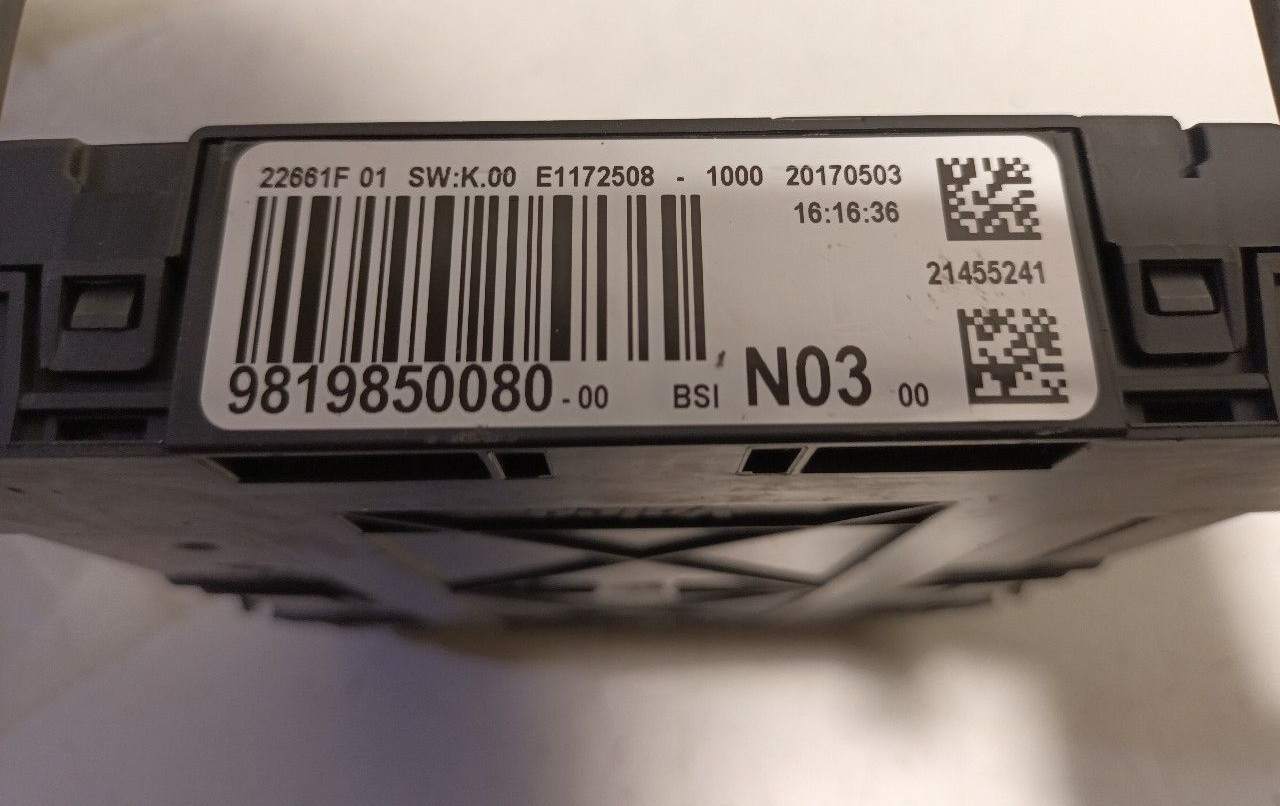 22661F 01 SW:K.00 E1172508 - 1000 20170503
16:16:36
21455241
9819850080 - 00 BSI N03 00